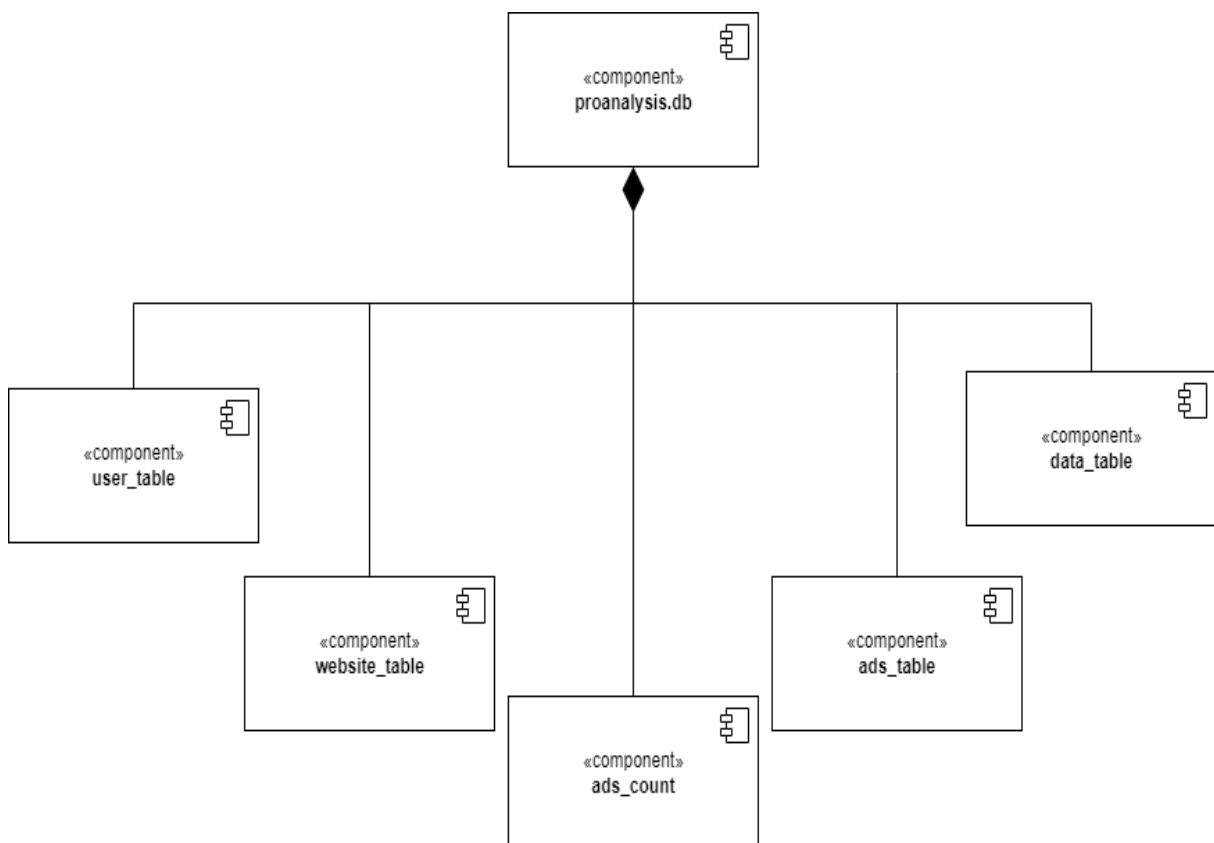 «component»
proanalysis.db
«component»
user_table
«component»
data_table
«component»
website_table
«component»
ads_table
«component»
ads_count